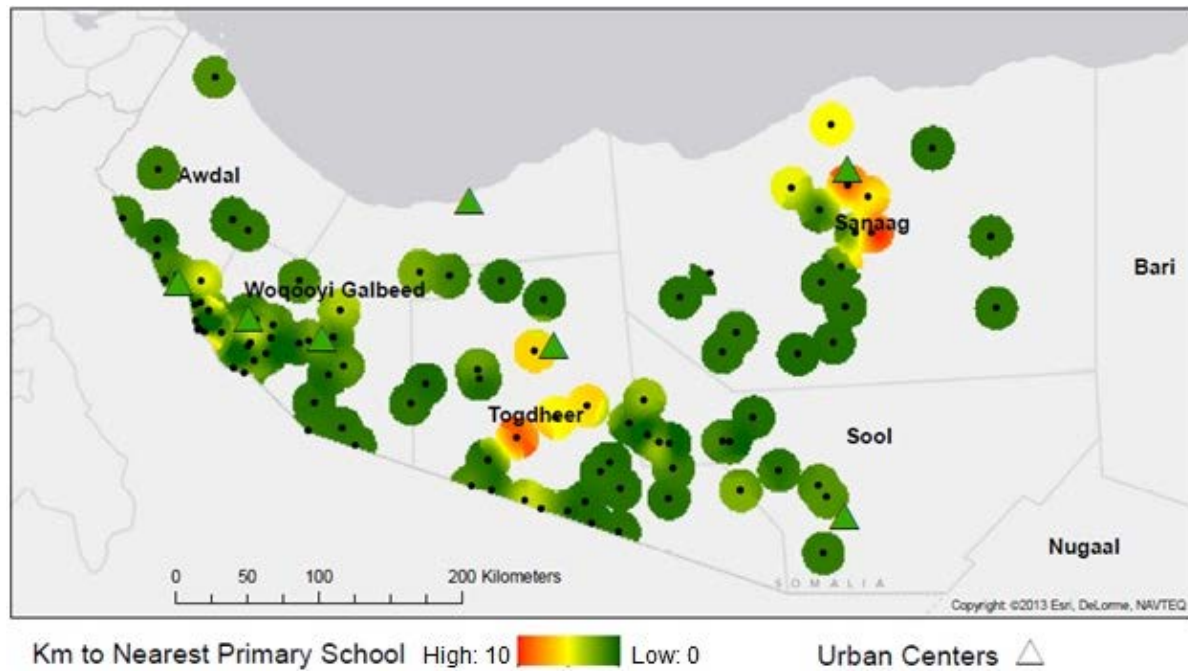 Awdal
Sanaag
Bari
Woqooyi Galbeed
Togdheer
Sool
Nugaal
0 50 100 200 Kilometers
SOMALIA
Copyright: ©2013 Esri, DeLorme, NAVTEQ
Km to Nearest Primary School High: 10 Low: 0 Urban Centers